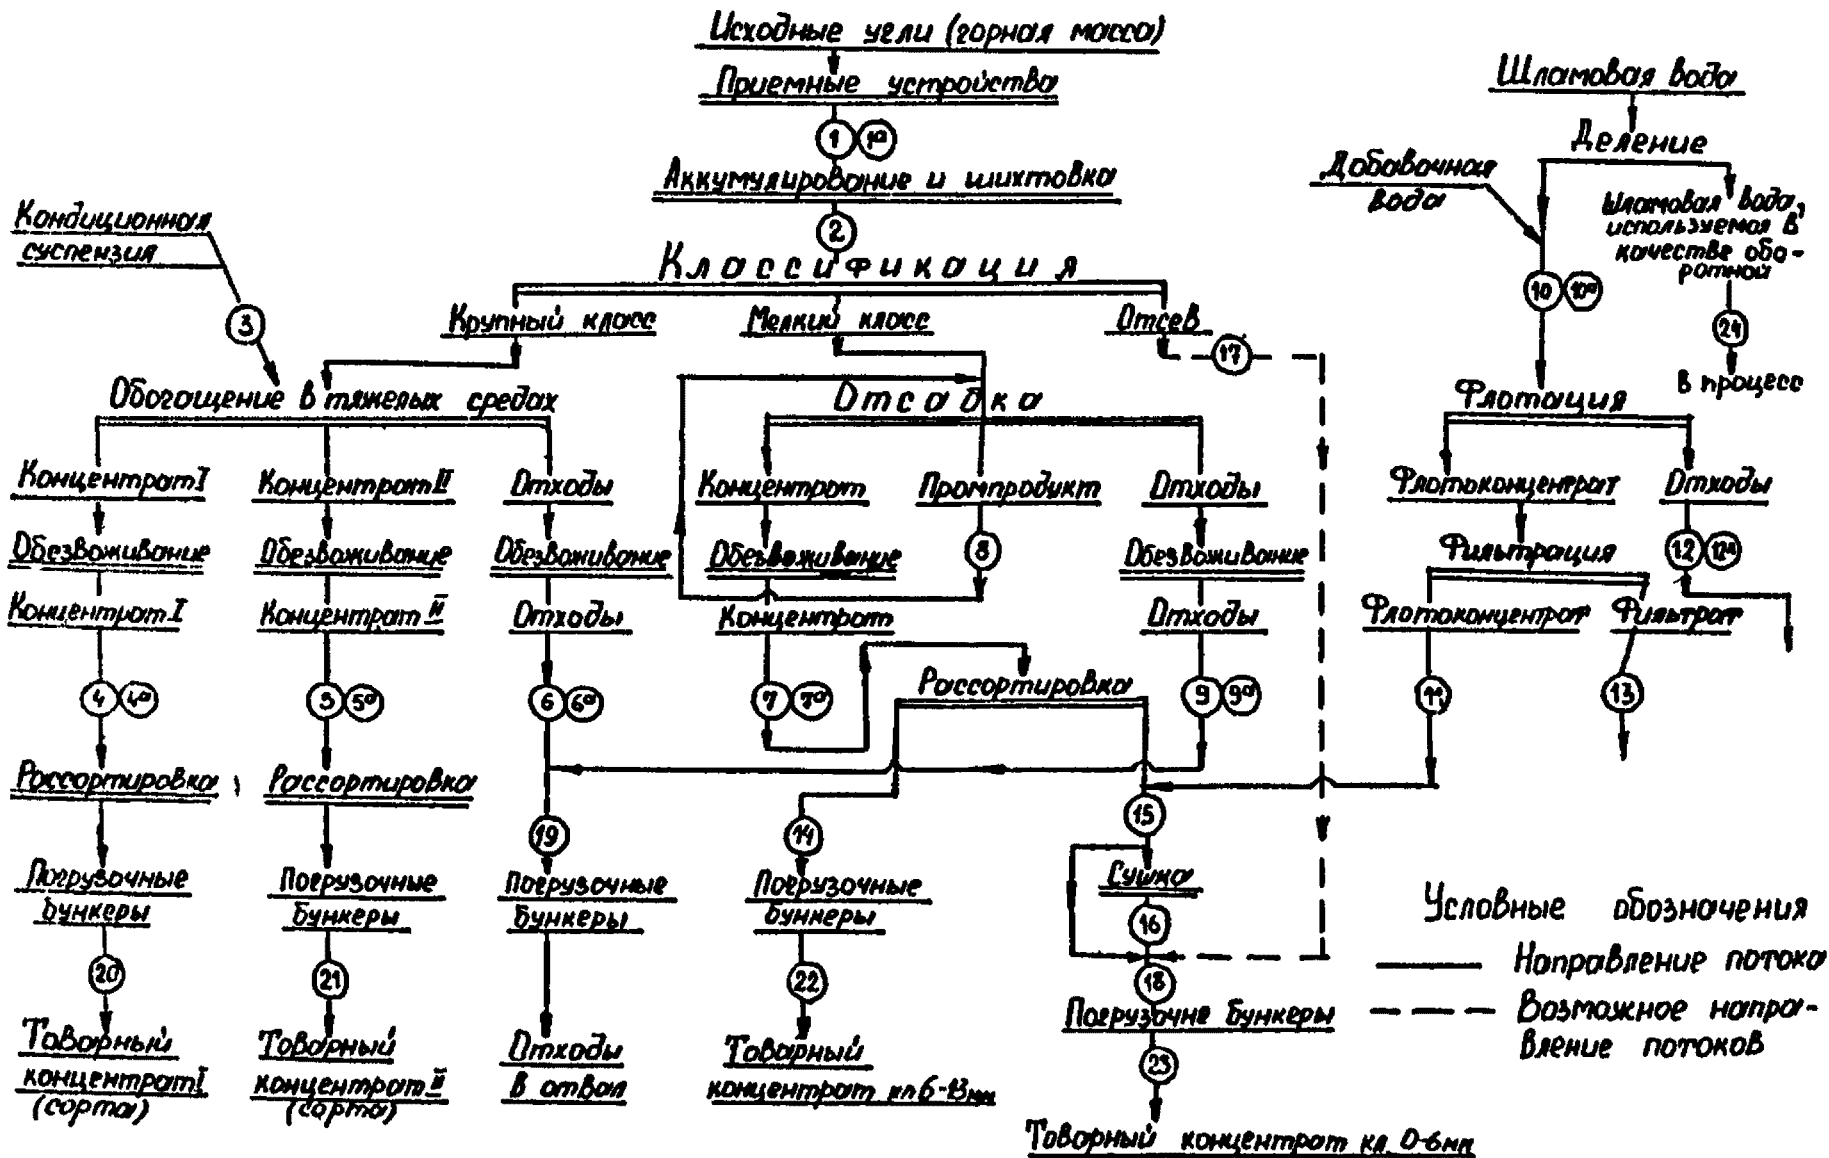 Исходные угли (горная масса)
Приемные устройства
1 1а
Аккумулирование и шихтовка
2
Классификация
Крупный класс
Мелкий класс
Отсев
17
Кондиционная
суспензия
3
Обогащение в тяжелых средах
Концентрат I
Концентрат II
Отходы
Обезвоживание
Обезвоживание
Обезвоживание
Концентрат I
Концентрат II
Отходы
4 4а
5 5а
6 6а
Рассортировка
Рассортировка
19
Погрузочные
бункеры
Погрузочные
бункеры
Погрузочные
бункеры
20
21
Товарный
концентрат I
(сорта)
Товарный
концентрат II
(сорта)
Отходы
в отвал
Отсадка
Концентрат
Промпродукт
Отходы
8
Обезвоживание
Обезвоживание
Концентрат
Отходы
7 7а
Рассортировка
9 9а
14
15
Погрузочные
бункеры
Сушка
16
22
18
Товарный
концентрат кл 6-13мм
Погрузочне бункеры
23
Товарный концентрат кл. 0-6мм
Шламовая вода
Деление
Добавочная
вода
Шламовая вода,
используемая в
качестве обо-
ротной
10 10а
24
в процесс
Флотация
Флотоконцентрат
Отходы
Фильтрация
12 12а
Флотоконцентрат
Фильтрат
11
13
Условные обозначения
Направление потока
Возможное напра-
вление потоков